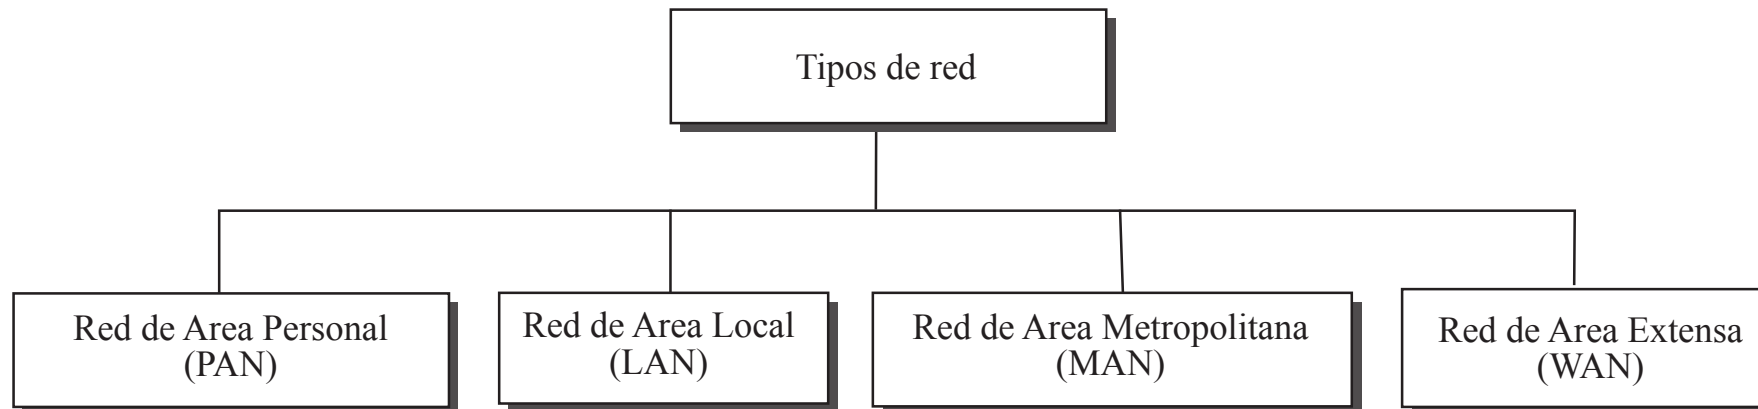 Tipos de red
Red de Area Personal
(PAN)
Red de Area Local
(LAN)
Red de Area Metropolitana
(MAN)
Red de Area Extensa
(WAN)